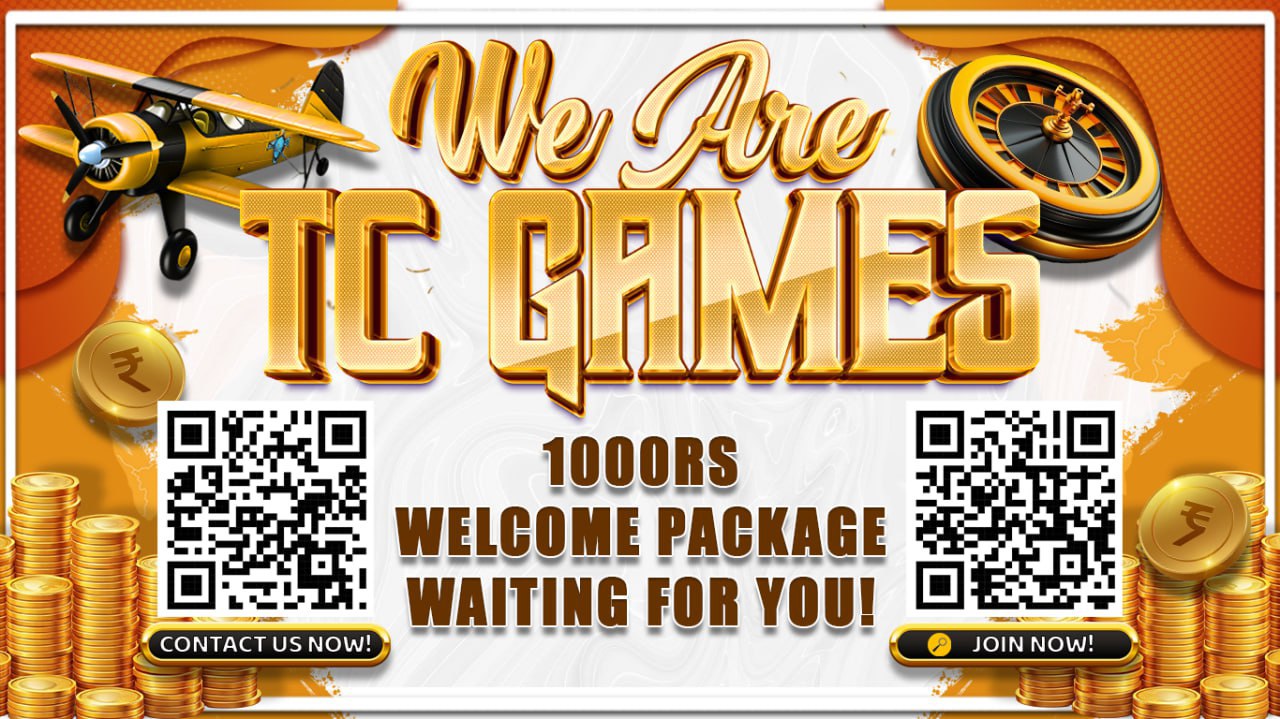 We Are
TC GAMES
1000RS
WELCOME PACKAGE
WAITING FOR YOU!
CONTACT US NOW!
JOIN NOW!
₹
₹